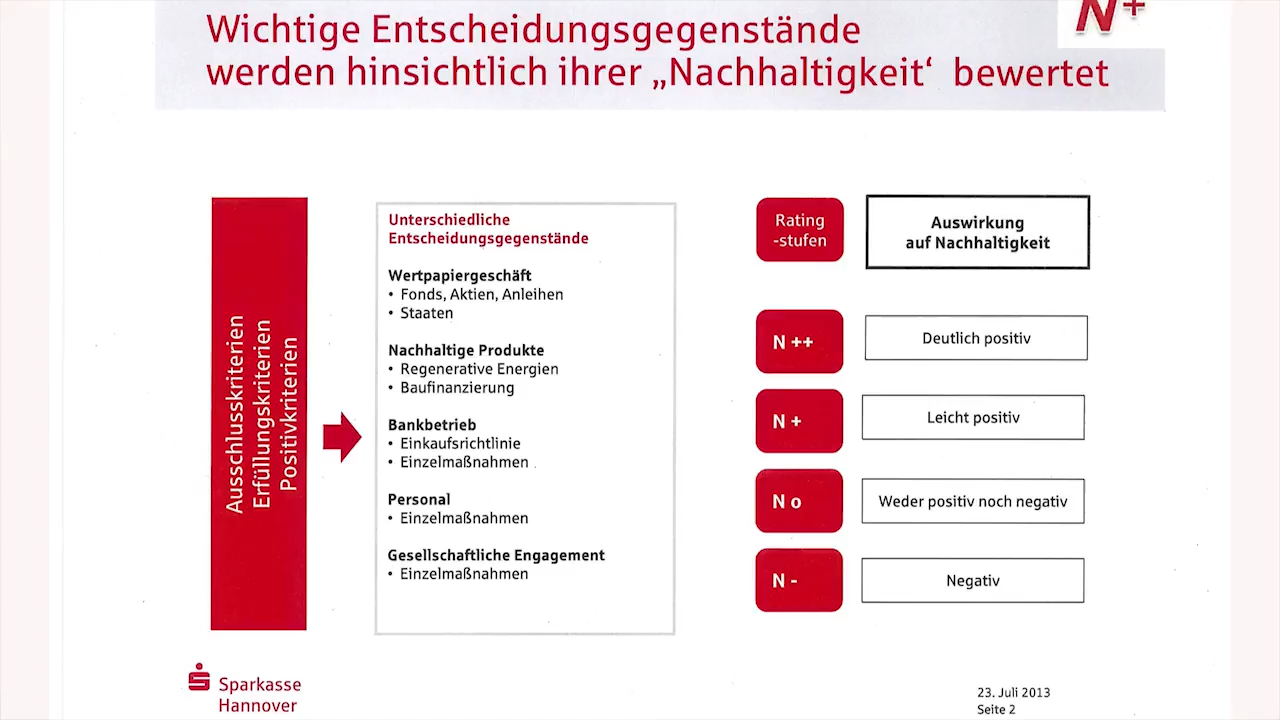 Wichtige Entscheidungsgegenstände
werden hinsichtlich ihrer „Nachhaltigkeit‘ bewertet
N+
Ausschlusskriterien
Erfüllungskriterien
Positivkriterien
Unterschiedliche
Entscheidungsgegenstände
Wertpapiergeschäft
• Fonds, Aktien, Anleihen
• Staaten
Nachhaltige Produkte
• Regenerative Energien
• Baufinanzierung
Bankbetrieb
• Einkaufsrichtlinie
• Einzelmaßnahmen
Personal
• Einzelmaßnahmen
Gesellschaftliche Engagement
• Einzelmaßnahmen
Rating
-stufen
Auswirkung
auf Nachhaltigkeit
N ++
Deutlich positiv
N +
Leicht positiv
N o
Weder positiv noch negativ
N -
Negativ
Sparkasse
Hannover
23. Juli 2013
Seite 2